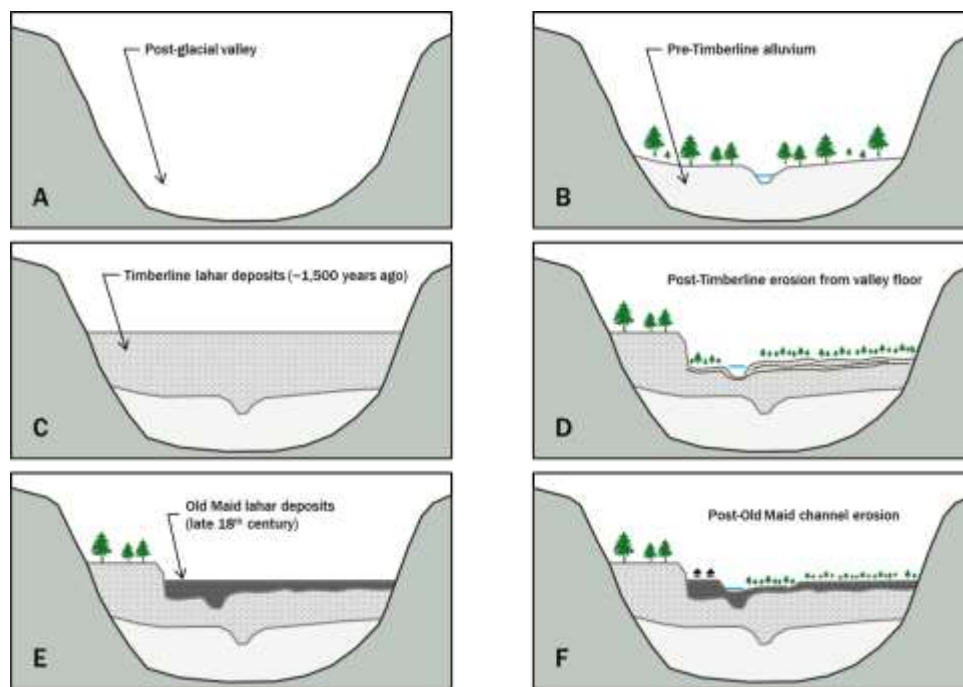 Post-glacial valley
A
Pre-Timberline alluvium
B
Timberline lahar deposits (~1,500 years ago)
C
Post-Timberline erosion from valley floor
D
Old Maid lahar deposits
(late 18th century)
E
Post-Old Maid channel erosion
F